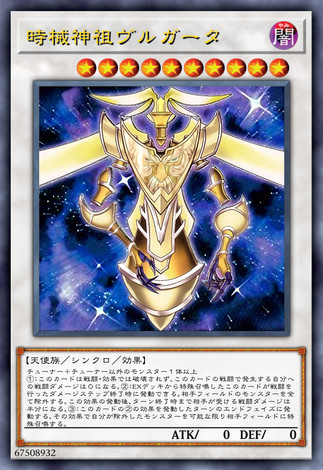 時械神祖ヴルガータ
闇
やみ
【天使族／シンクロ／効果】
チューナー＋チューナー以外のモンスター１体以上
①：このカードは戦闘・効果では破壊されず、このカードの戦闘で発生する自分へ
の戦闘ダメージは０になる。②：EXデッキから特殊召喚したこのカードが戦闘を
行ったダメージステップ終了時に発動できる。相手フィールドのモンスターを全
て除外する。この効果の発動後、ターン終了時まで相手が受ける戦闘ダメージは
半分になる。③：このカードの②の効果を発動したターンのエンドフェイズに発
動する。その効果で自分が除外したモンスターを可能な限り相手フィールドに特
殊召喚する。
ATK/ 0 DEF/ 0
67508932